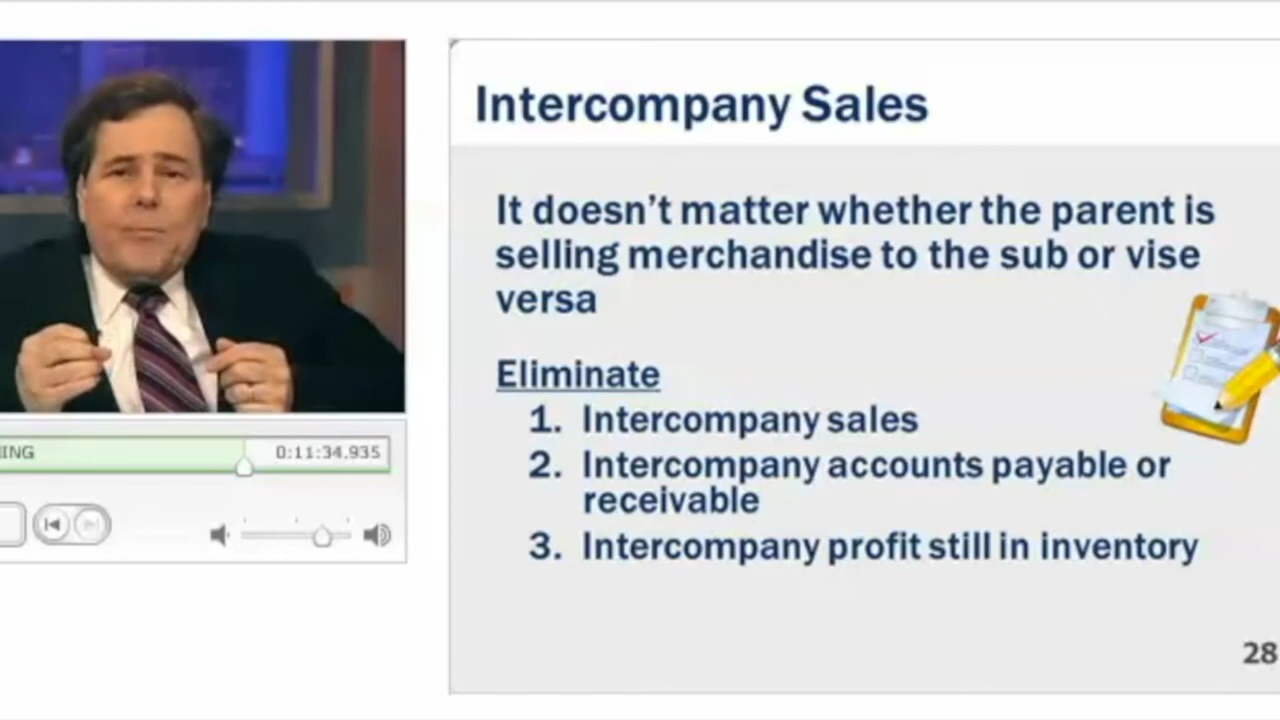 Intercompany Sales
It doesn't matter whether the parent is
selling merchandise to the sub or vise
versa
Eliminate
1. Intercompany sales
2. Intercompany accounts payable or
receivable
3. Intercompany profit still in inventory
28
ING
0:11:34.935